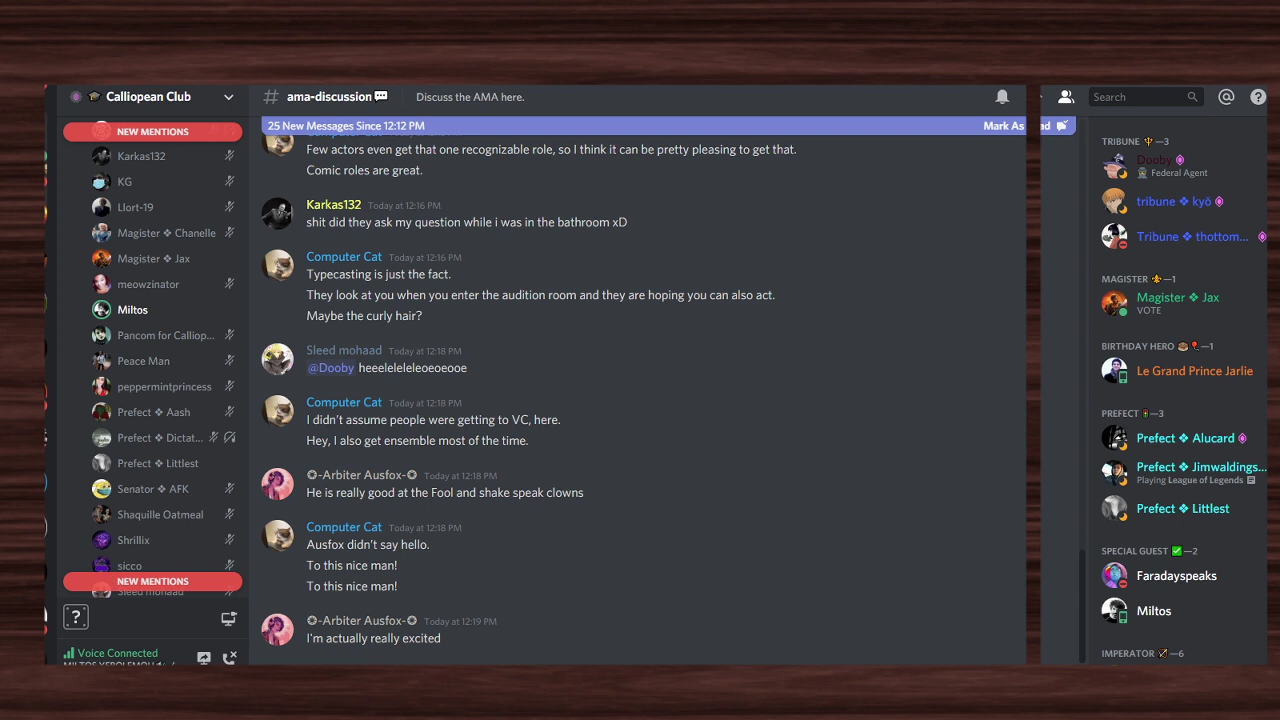 Calliopean Club
NEW MENTIONS
Karkas132
KG
Llort-19
Magister ❖ Chanelle
Magister ❖ Jax
meowzinator
Miltos
Pancom for Calliop...
Peace Man
peppermintprincess
Prefect ❖ Aash
Prefect ❖ Dictat...
Prefect ❖ Littlest
Senator ❖ AFK
Shaquille Oatmeal
Shrillix
sicco
NEW MENTIONS
Sleed mohaad
?
Voice Connected
# ama-discussion💬 Discuss the AMA here.
25 New Messages Since 12:12 PM Mark As ad
Few actors even get that one recognizable role, so I think it can be pretty pleasing to get that.
Comic roles are great.
Karkas132 Today at 12:16 PM
shit did they ask my question while i was in the bathroom xD
Computer Cat Today at 12:16 PM
Typecasting is just the fact.
They look at you when you enter the audition room and they are hoping you can also act.
Maybe the curly hair?
Sleed mohaad Today at 12:18 PM
@Dooby heeeleleleleoeoeooe
Computer Cat Today at 12:18 PM
I didn't assume people were getting to VC, here.
Hey, I also get ensemble most of the time.
✪-Arbiter Ausfox-✪ Today at 12:18 PM
He is really good at the Fool and shake speak clowns
Computer Cat Today at 12:18 PM
Ausfox didn't say hello.
To this nice man!
To this nice man!
✪-Arbiter Ausfox-✪ Today at 12:19 PM
I'm actually really excited
Search @ ?
TRIBUNE 🔱—3
Dooby
Federal Agent
tribune ❖ kyō
Tribune ❖ thottom...
MAGISTER ⚜—1
Magister ❖ Jax
VOTE
BIRTHDAY HERO 🎂🎈—1
Le Grand Prince Jarlie
PREFECT 🚦—3
Prefect ❖ Alucard
Prefect ❖ Jimwaldings...
Playing League of Legends
Prefect ❖ Littlest
SPECIAL GUEST ✅—2
Faradayspeaks
Miltos
IMPERATOR —6